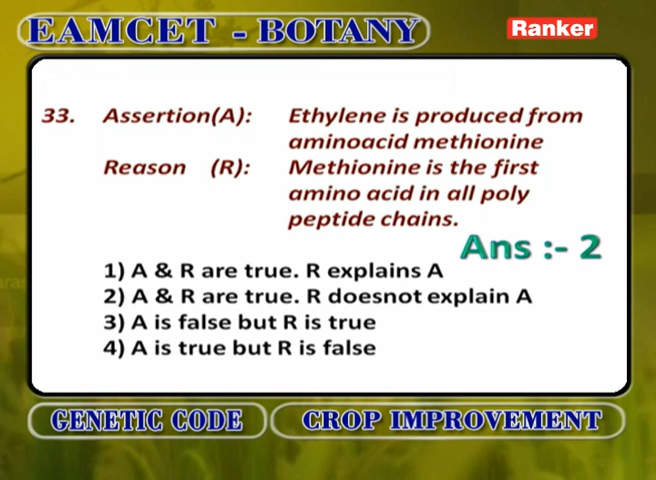 EAMCET - BOTANY
Ranker
33. Assertion(A): Ethylene is produced from
aminoacid methionine
Reason (R): Methionine is the first
amino acid in all poly
peptide chains.
Ans :- 2
1) A & R are true. R explains A
2) A & R are true. R doesnot explain A
3) A is false but R is true
4) A is true but R is false
GENETIC CODE
CROP IMPROVEMENT